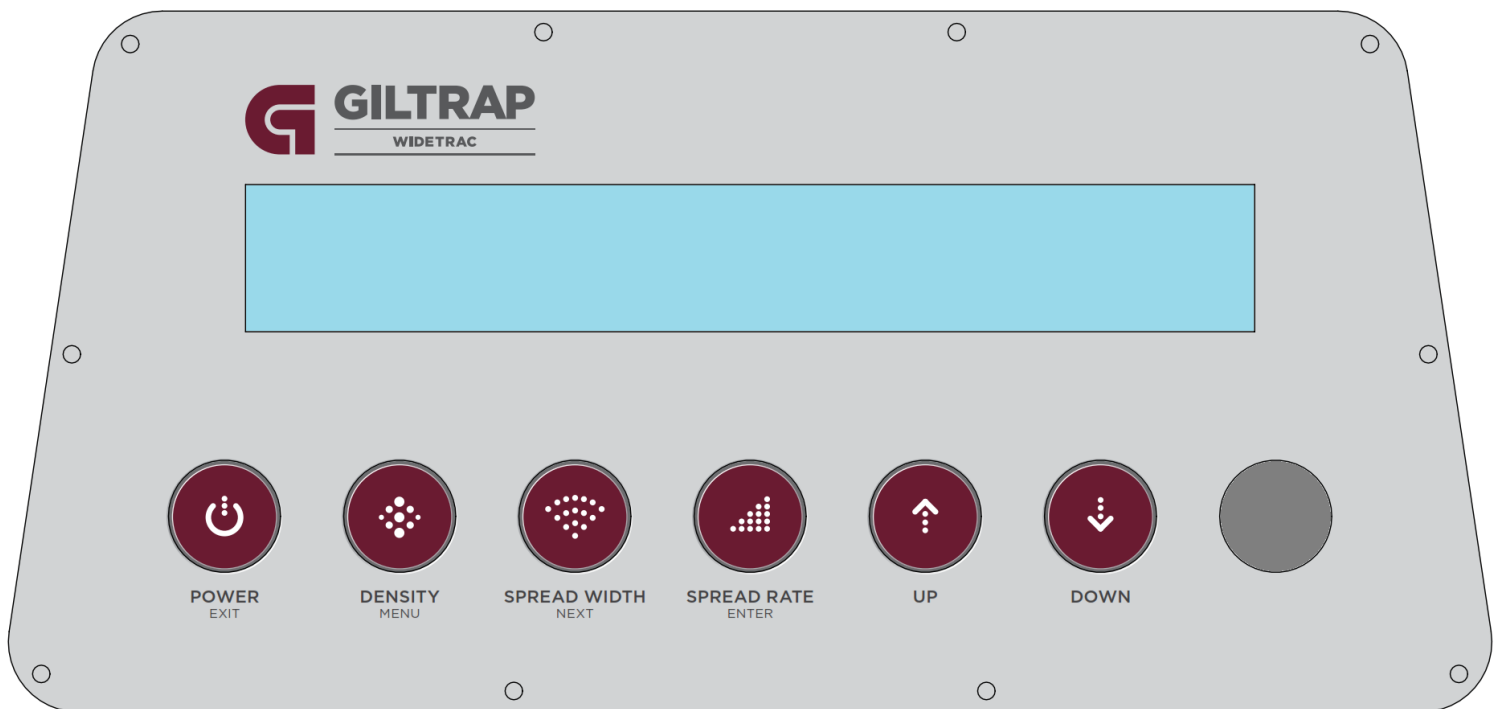 GILTRAP
WIDETRAC
POWER DENSITY SPREAD WIDTH SPREAD RATE UP DOWN
EXIT MENU NEXT ENTER